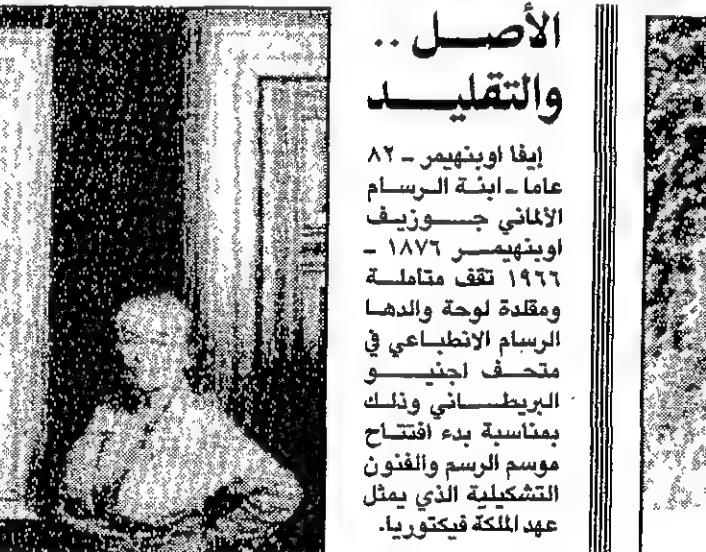 الأصل ..
والتقليد
إيفا اوبنهيمر - ٨٢
عاما - ابنة الرسام
الألماني جوزيف
اوبنهيمر ١٨٧٦ -
١٩٦٦ تقف متاملة
ومقلدة لوحة والدها
الرسام الانطباعي في
متحف اجنيو
البريطاني وذلك
بمناسبة بدء افتتاح
موسم الرسم والفنون
التشكيلية الذي يمثل
عهد الملكة فيكتوريا.